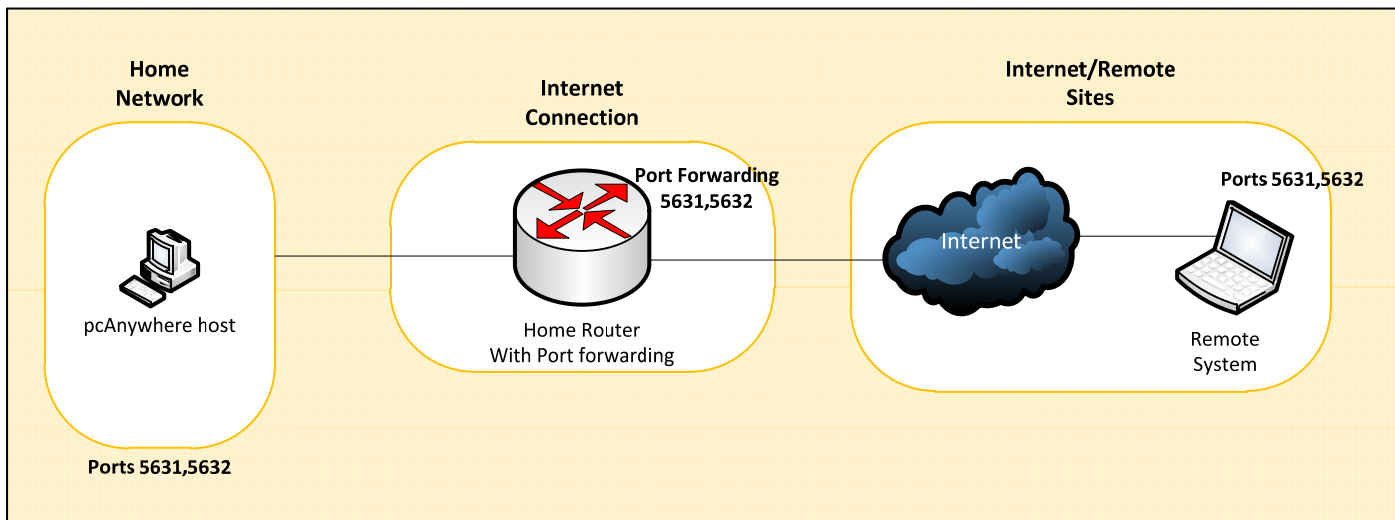 Home
Network
pcAnywhere host
Ports 5631,5632
Internet
Connection
Port Forwarding
5631,5632
Home Router
With Port forwarding
Internet/Remote
Sites
Internet
Ports 5631,5632
Remote
System